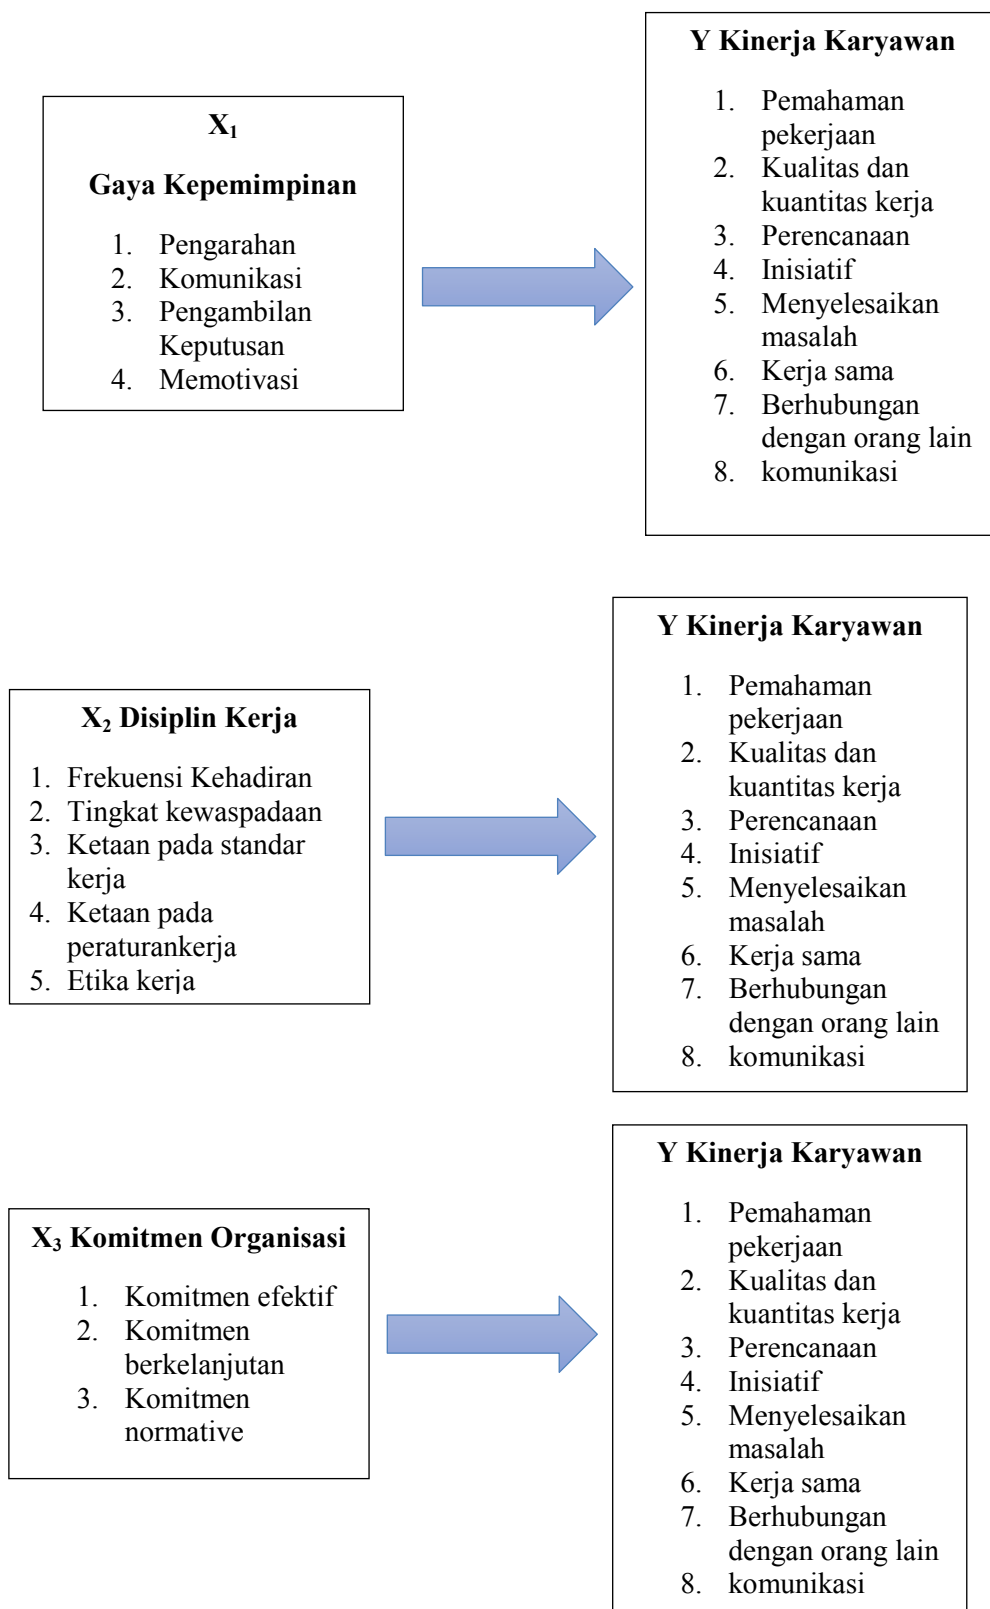 X₁
Gaya Kepemimpinan
1. Pengarahan
2. Komunikasi
3. Pengambilan
Keputusan
4. Memotivasi
Y Kinerja Karyawan
1. Pemahaman
pekerjaan
2. Kualitas dan
kuantitas kerja
3. Perencanaan
4. Inisiatif
5. Menyelesaikan
masalah
6. Kerja sama
7. Berhubungan
dengan orang lain
8. komunikasi
X₂ Disiplin Kerja
1. Frekuensi Kehadiran
2. Tingkat kewaspadaan
3. Ketaan pada standar
kerja
4. Ketaan pada
peraturankerja
5. Etika kerja
Y Kinerja Karyawan
1. Pemahaman
pekerjaan
2. Kualitas dan
kuantitas kerja
3. Perencanaan
4. Inisiatif
5. Menyelesaikan
masalah
6. Kerja sama
7. Berhubungan
dengan orang lain
8. komunikasi
X₃ Komitmen Organisasi
1. Komitmen efektif
2. Komitmen
berkelanjutan
3. Komitmen
normative
Y Kinerja Karyawan
1. Pemahaman
pekerjaan
2. Kualitas dan
kuantitas kerja
3. Perencanaan
4. Inisiatif
5. Menyelesaikan
masalah
6. Kerja sama
7. Berhubungan
dengan orang lain
8. komunikasi